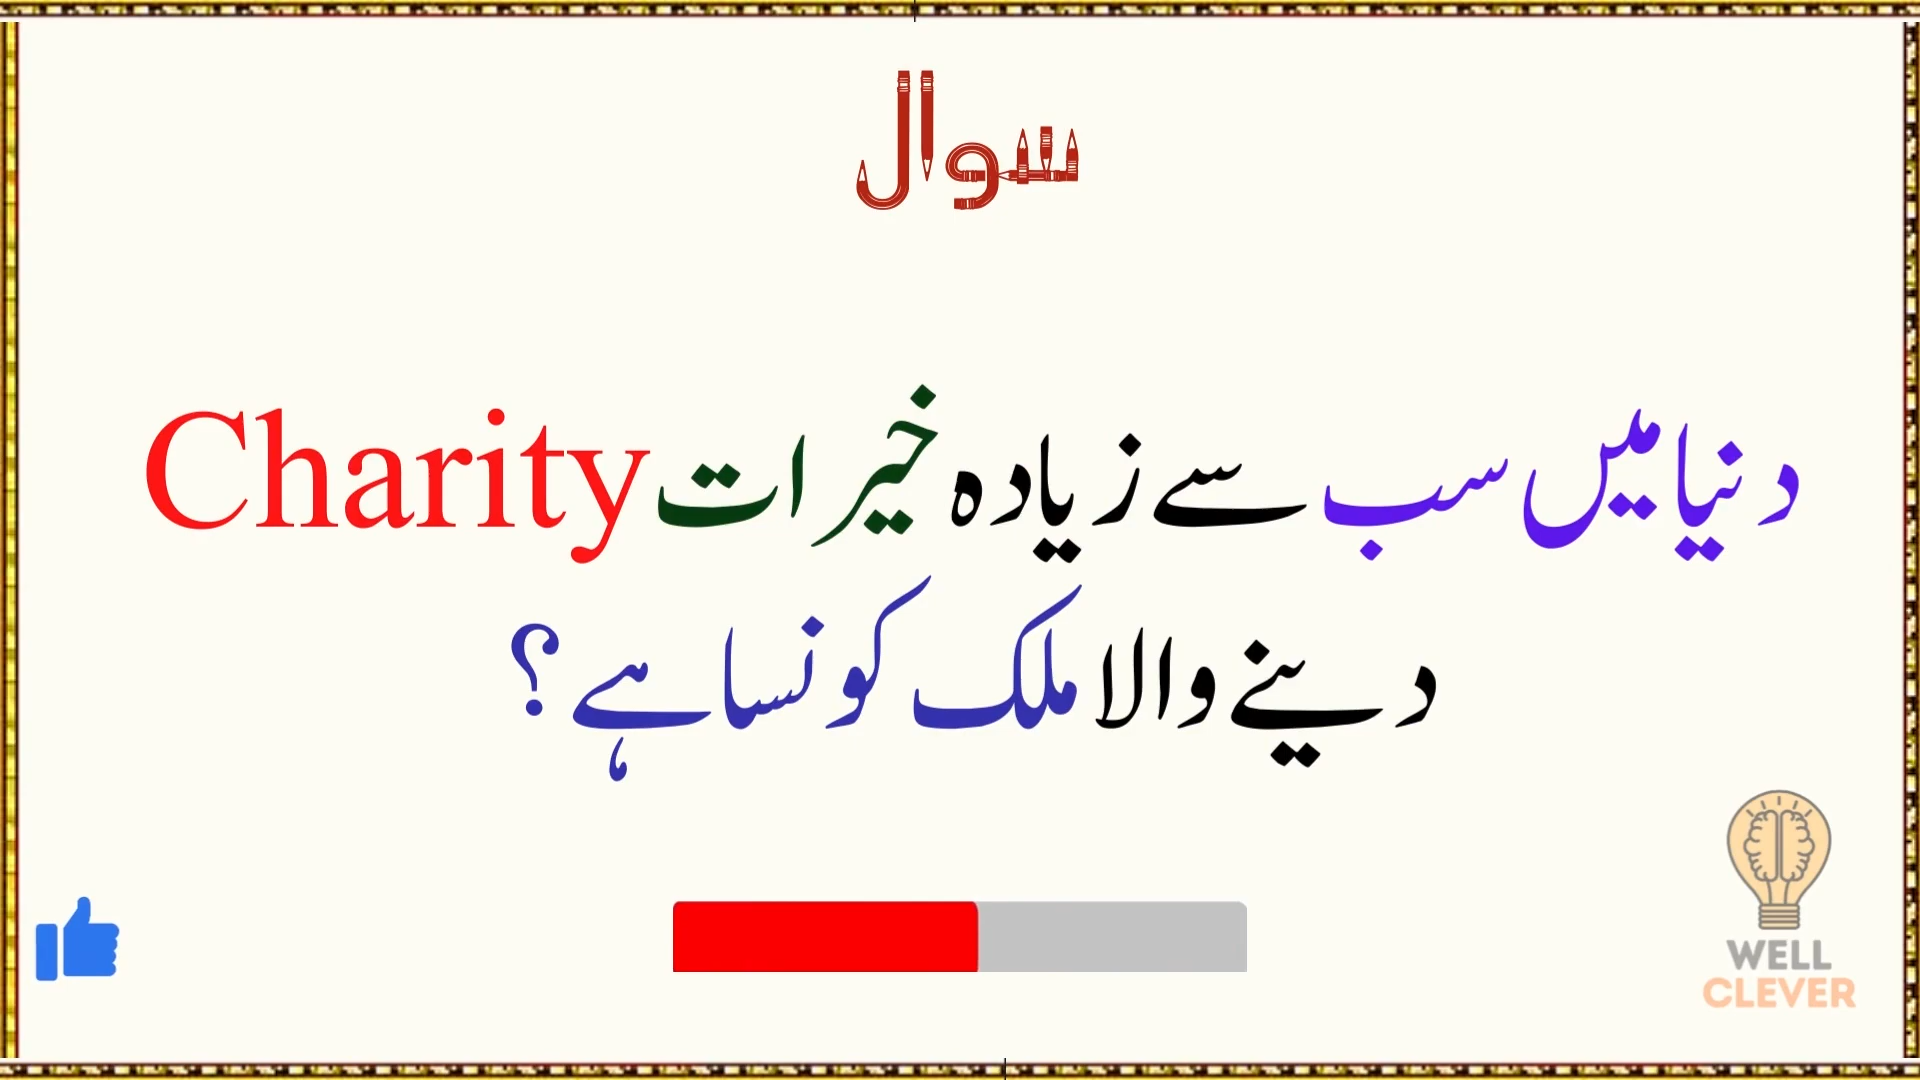 سوال
دنیا میں سب سے زیادہ خیرات Charity
دینے والا ملک کونسا ہے؟
WELL
CLEVER